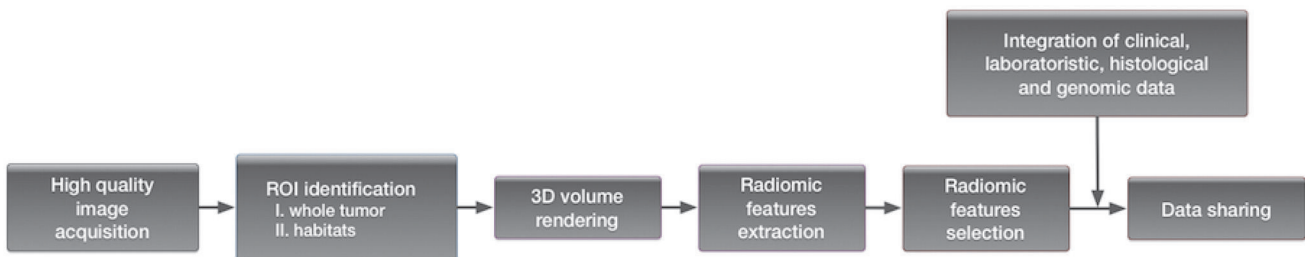 Integration of clinical,
laboratoristic, histological
and genomic data
High quality
image
acquisition
ROI identification
I. whole tumor
II. habitats
3D volume
rendering
Radiomic
features
extraction
Radiomic
features
selection
Data sharing